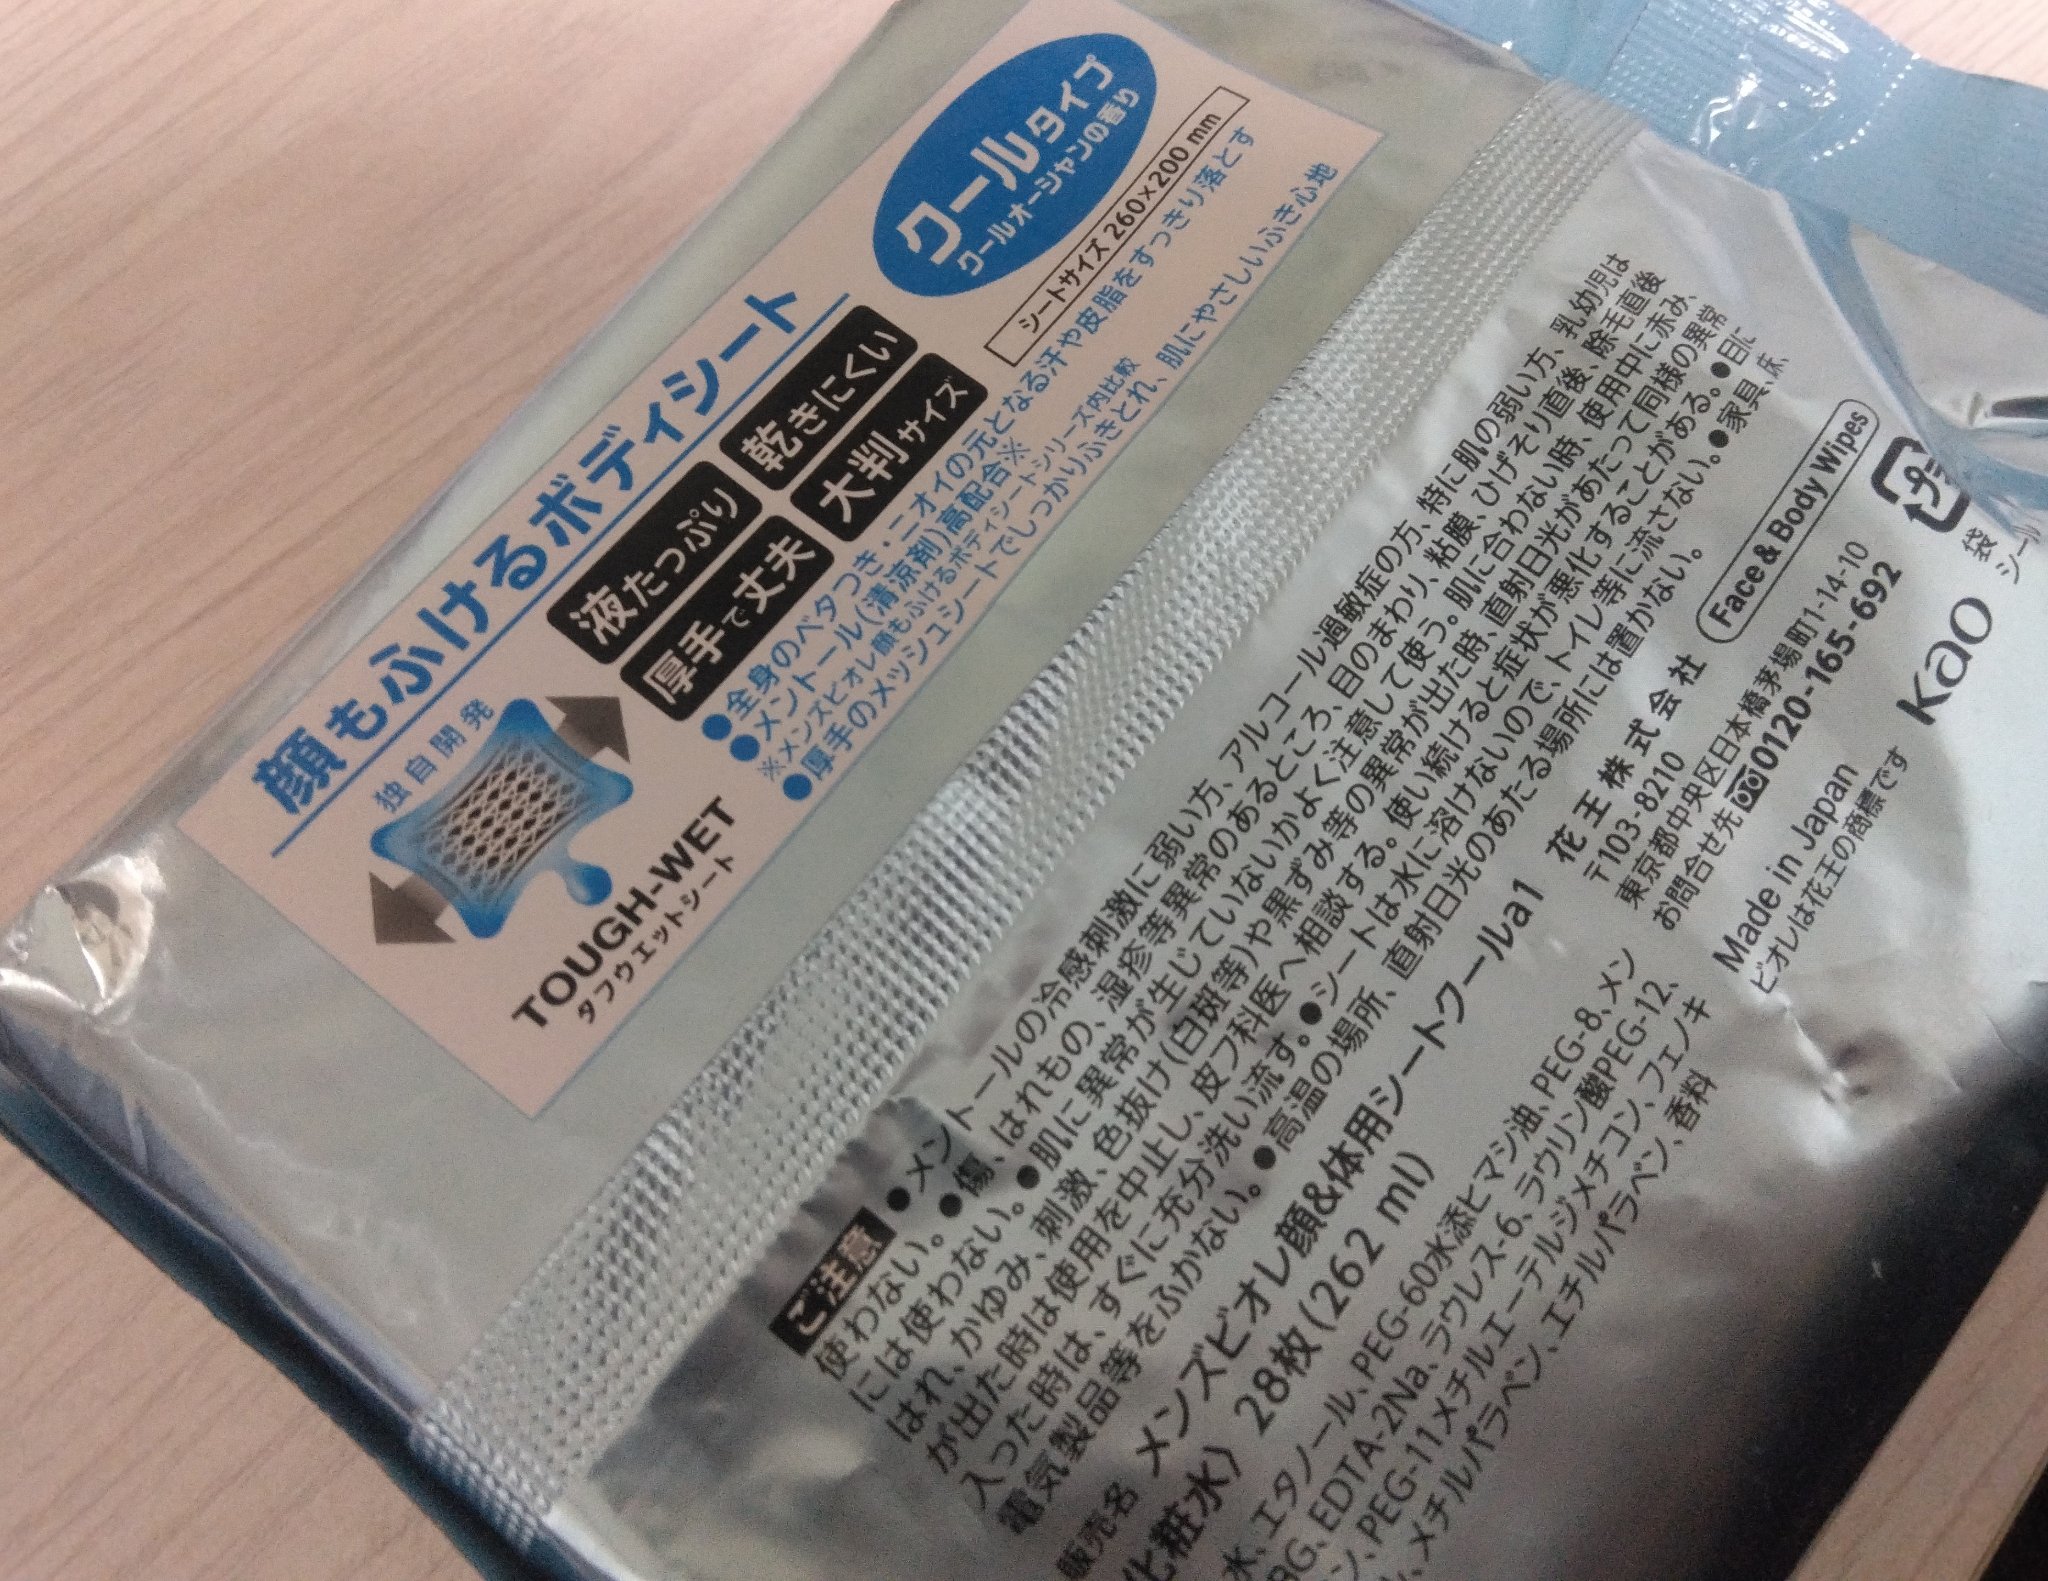 顔もふけるボディシート
独自開発
TOUGH-WET
タフウエットシート
液たっぷり
乾きにくい
厚手で丈夫
大判サイズ
クールタイプ
クールオーシャンの香り
シートサイズ 260×200 mm
●全身のベタつき・ニオイの元となる汗や皮脂をすっきり落とす
●メントール(清涼剤)高配合※
※メンズビオレ顔もふけるボディシートシリーズ内比較
●厚手のメッシュシートでしっかりふきとれ、肌にやさしいふき心地
ご注意 ●メントールの冷感刺激に弱い方、アルコール過敏症の方、特に肌の弱い方、乳幼児は
使わない。●傷、はれもの、湿疹等異常のあるところ、目のまわり、粘膜、ひげそり直後、除毛直後
には使わない。●肌に異常が生じていないかよく注意して使う。肌に合わない時、使用中に赤み、
はれ、かゆみ、刺激、色抜け(白斑等)や黒ずみ等の異常が出た時、直射日光があたって同様の異常
が出た時は使用を中止し、皮フ科医へ相談する。使い続けると症状が悪化することがある。●目に
入った時は、すぐに充分洗い流す。●シートは水に溶けないので、トイレ等に流さない。●家具、床、
電気製品等をふかない。●高温の場所、直射日光のあたる場所には置かない。
販売名 メンズビオレ顔&体用シートクールa1
化粧水) 28枚(262 ml)
水、エタノール、PEG-60水添ヒマシ油、PEG-8、メン
BG、EDTA-2Na、ラウレス-6、ラウリン酸PEG-12、
ン、PEG-11メチルエーテルジメチコン、フェノキ
、メチルパラベン、エチルパラベン、香料
花王株式会社
〒103-8210
東京都中央区日本橋茅場町1-14-10
お問合せ先 0120-165-692
Made in Japan
ビオレは花王の商標です
Face & Body Wipes
プラ
袋
シール
Kao